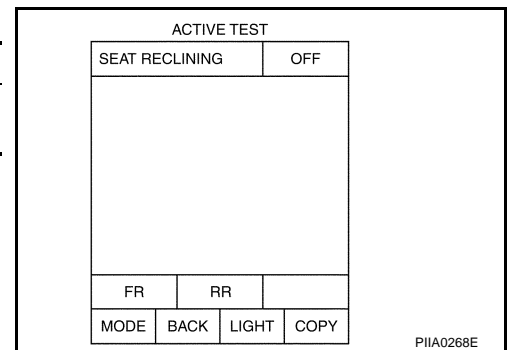 ACTIVE TEST
SEAT RECLINING OFF
FR RR
MODE BACK LIGHT COPY
PIIA0268E